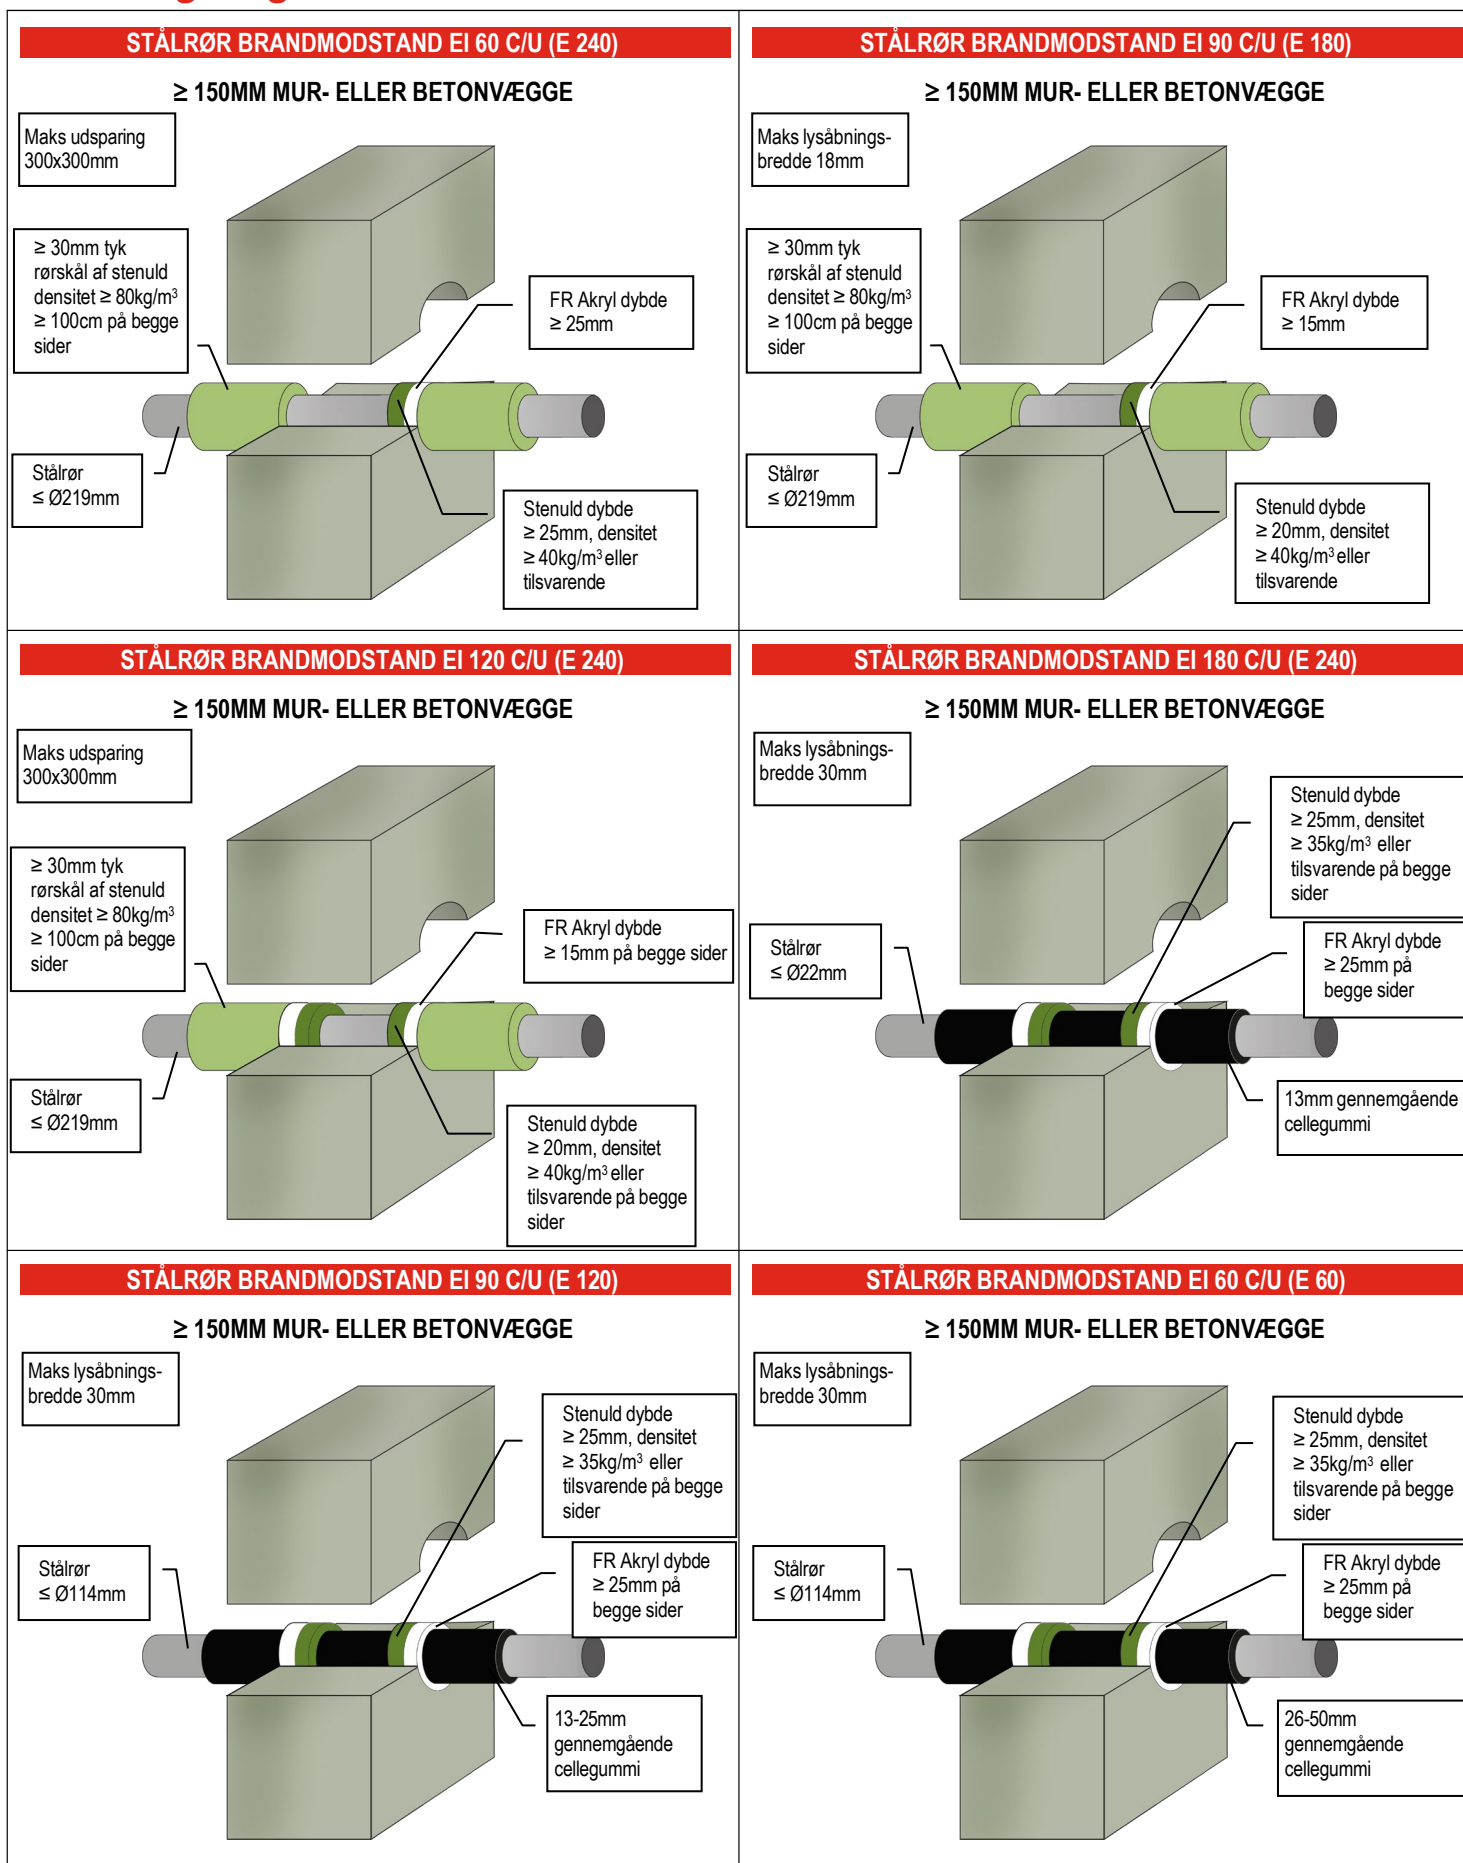 STÅLRØR BRANDMODSTAND EI 60 C/U (E 240)
≥ 150MM MUR- ELLER BETONVÆGGE
Maks udsparing
300x300mm
≥ 30mm tyk
rørskål af stenuld
densitet ≥ 80kg/m³
≥ 100cm på begge
sider
FR Akryl dybde
≥ 25mm
Stålrør
≤ Ø219mm
Stenuld dybde
≥ 25mm, densitet
≥ 40kg/m³ eller
tilsvarende
STÅLRØR BRANDMODSTAND EI 90 C/U (E 180)
≥ 150MM MUR- ELLER BETONVÆGGE
Maks lysåbnings-
bredde 18mm
≥ 30mm tyk
rørskål af stenuld
densitet ≥ 80kg/m³
≥ 100cm på begge
sider
FR Akryl dybde
≥ 15mm
Stålrør
≤ Ø219mm
Stenuld dybde
≥ 20mm, densitet
≥ 40kg/m³ eller
tilsvarende
STÅLRØR BRANDMODSTAND EI 120 C/U (E 240)
≥ 150MM MUR- ELLER BETONVÆGGE
Maks udsparing
300x300mm
≥ 30mm tyk
rørskål af stenuld
densitet ≥ 80kg/m³
≥ 100cm på begge
sider
FR Akryl dybde
≥ 15mm på begge sider
Stålrør
≤ Ø219mm
Stenuld dybde
≥ 20mm, densitet
≥ 40kg/m³ eller
tilsvarende på begge
sider
STÅLRØR BRANDMODSTAND EI 180 C/U (E 240)
≥ 150MM MUR- ELLER BETONVÆGGE
Maks lysåbnings-
bredde 30mm
Stenuld dybde
≥ 25mm, densitet
≥ 35kg/m³ eller
tilsvarende på begge
sider
Stålrør
≤ Ø22mm
FR Akryl dybde
≥ 25mm på
begge sider
13mm gennemgående
cellegummi
STÅLRØR BRANDMODSTAND EI 90 C/U (E 120)
≥ 150MM MUR- ELLER BETONVÆGGE
Maks lysåbnings-
bredde 30mm
Stenuld dybde
≥ 25mm, densitet
≥ 35kg/m³ eller
tilsvarende på begge
sider
Stålrør
≤ Ø114mm
FR Akryl dybde
≥ 25mm på
begge sider
13-25mm
gennemgående
cellegummi
STÅLRØR BRANDMODSTAND EI 60 C/U (E 60)
≥ 150MM MUR- ELLER BETONVÆGGE
Maks lysåbnings-
bredde 30mm
Stenuld dybde
≥ 25mm, densitet
≥ 35kg/m³ eller
tilsvarende på begge
sider
Stålrør
≤ Ø114mm
FR Akryl dybde
≥ 25mm på
begge sider
26-50mm
gennemgående
cellegummi